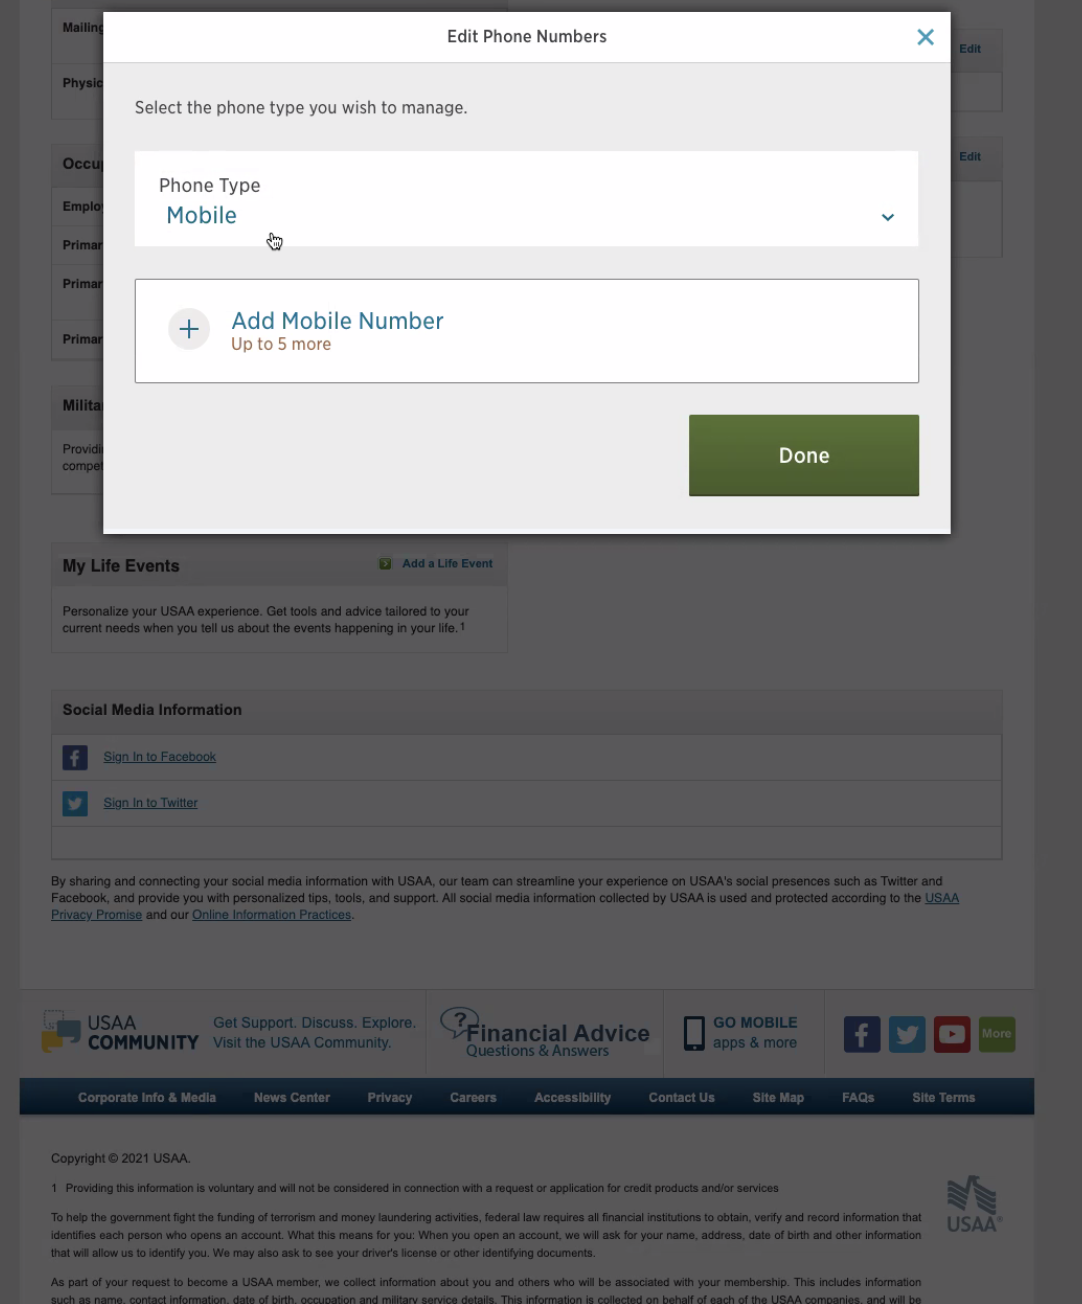 Edit Phone Numbers
Select the phone type you wish to manage.
Phone Type
Mobile
Add Mobile Number
Up to 5 more
Done
Mailing
Edit
Physic
Edit
Occup
Emplo
Primar
Primar
Primar
Milita
Providi
compet
My Life Events
Add a Life Event
Personalize your USAA experience. Get tools and advice tailored to your
current needs when you tell us about the events happening in your life.1
Social Media Information
Sign In to Facebook
Sign In to Twitter
By sharing and connecting your social media information with USAA, our team can streamline your experience on USAA's social presences such as Twitter and
Facebook, and provide you with personalized tips, tools, and support. All social media information collected by USAA is used and protected according to the USAA
Privacy Promise and our Online Information Practices.
USAA
COMMUNITY
Get Support. Discuss. Explore.
Visit the USAA Community.
Financial Advice
Questions & Answers
GO MOBILE
apps & more
More
Corporate Info & Media News Center Privacy Careers Accessibility Contact Us Site Map FAQs Site Terms
Copyright © 2021 USAA.
1 Providing this information is voluntary and will not be considered in connection with a request or application for credit products and/or services
To help the government fight the funding of terrorism and money laundering activities, federal law requires all financial institutions to obtain, verify and record information that
identifies each person who opens an account. What this means for you: When you open an account, we will ask for your name, address, date of birth and other information
that will allow us to identify you. We may also ask to see your driver's license or other identifying documents.
USAA®
As part of your request to become a USAA member, we collect information about you and others who will be associated with your membership. This includes information
such as name, contact information, date of birth, occupation and military service details. This information is collected on behalf of each of the USAA companies, and will be